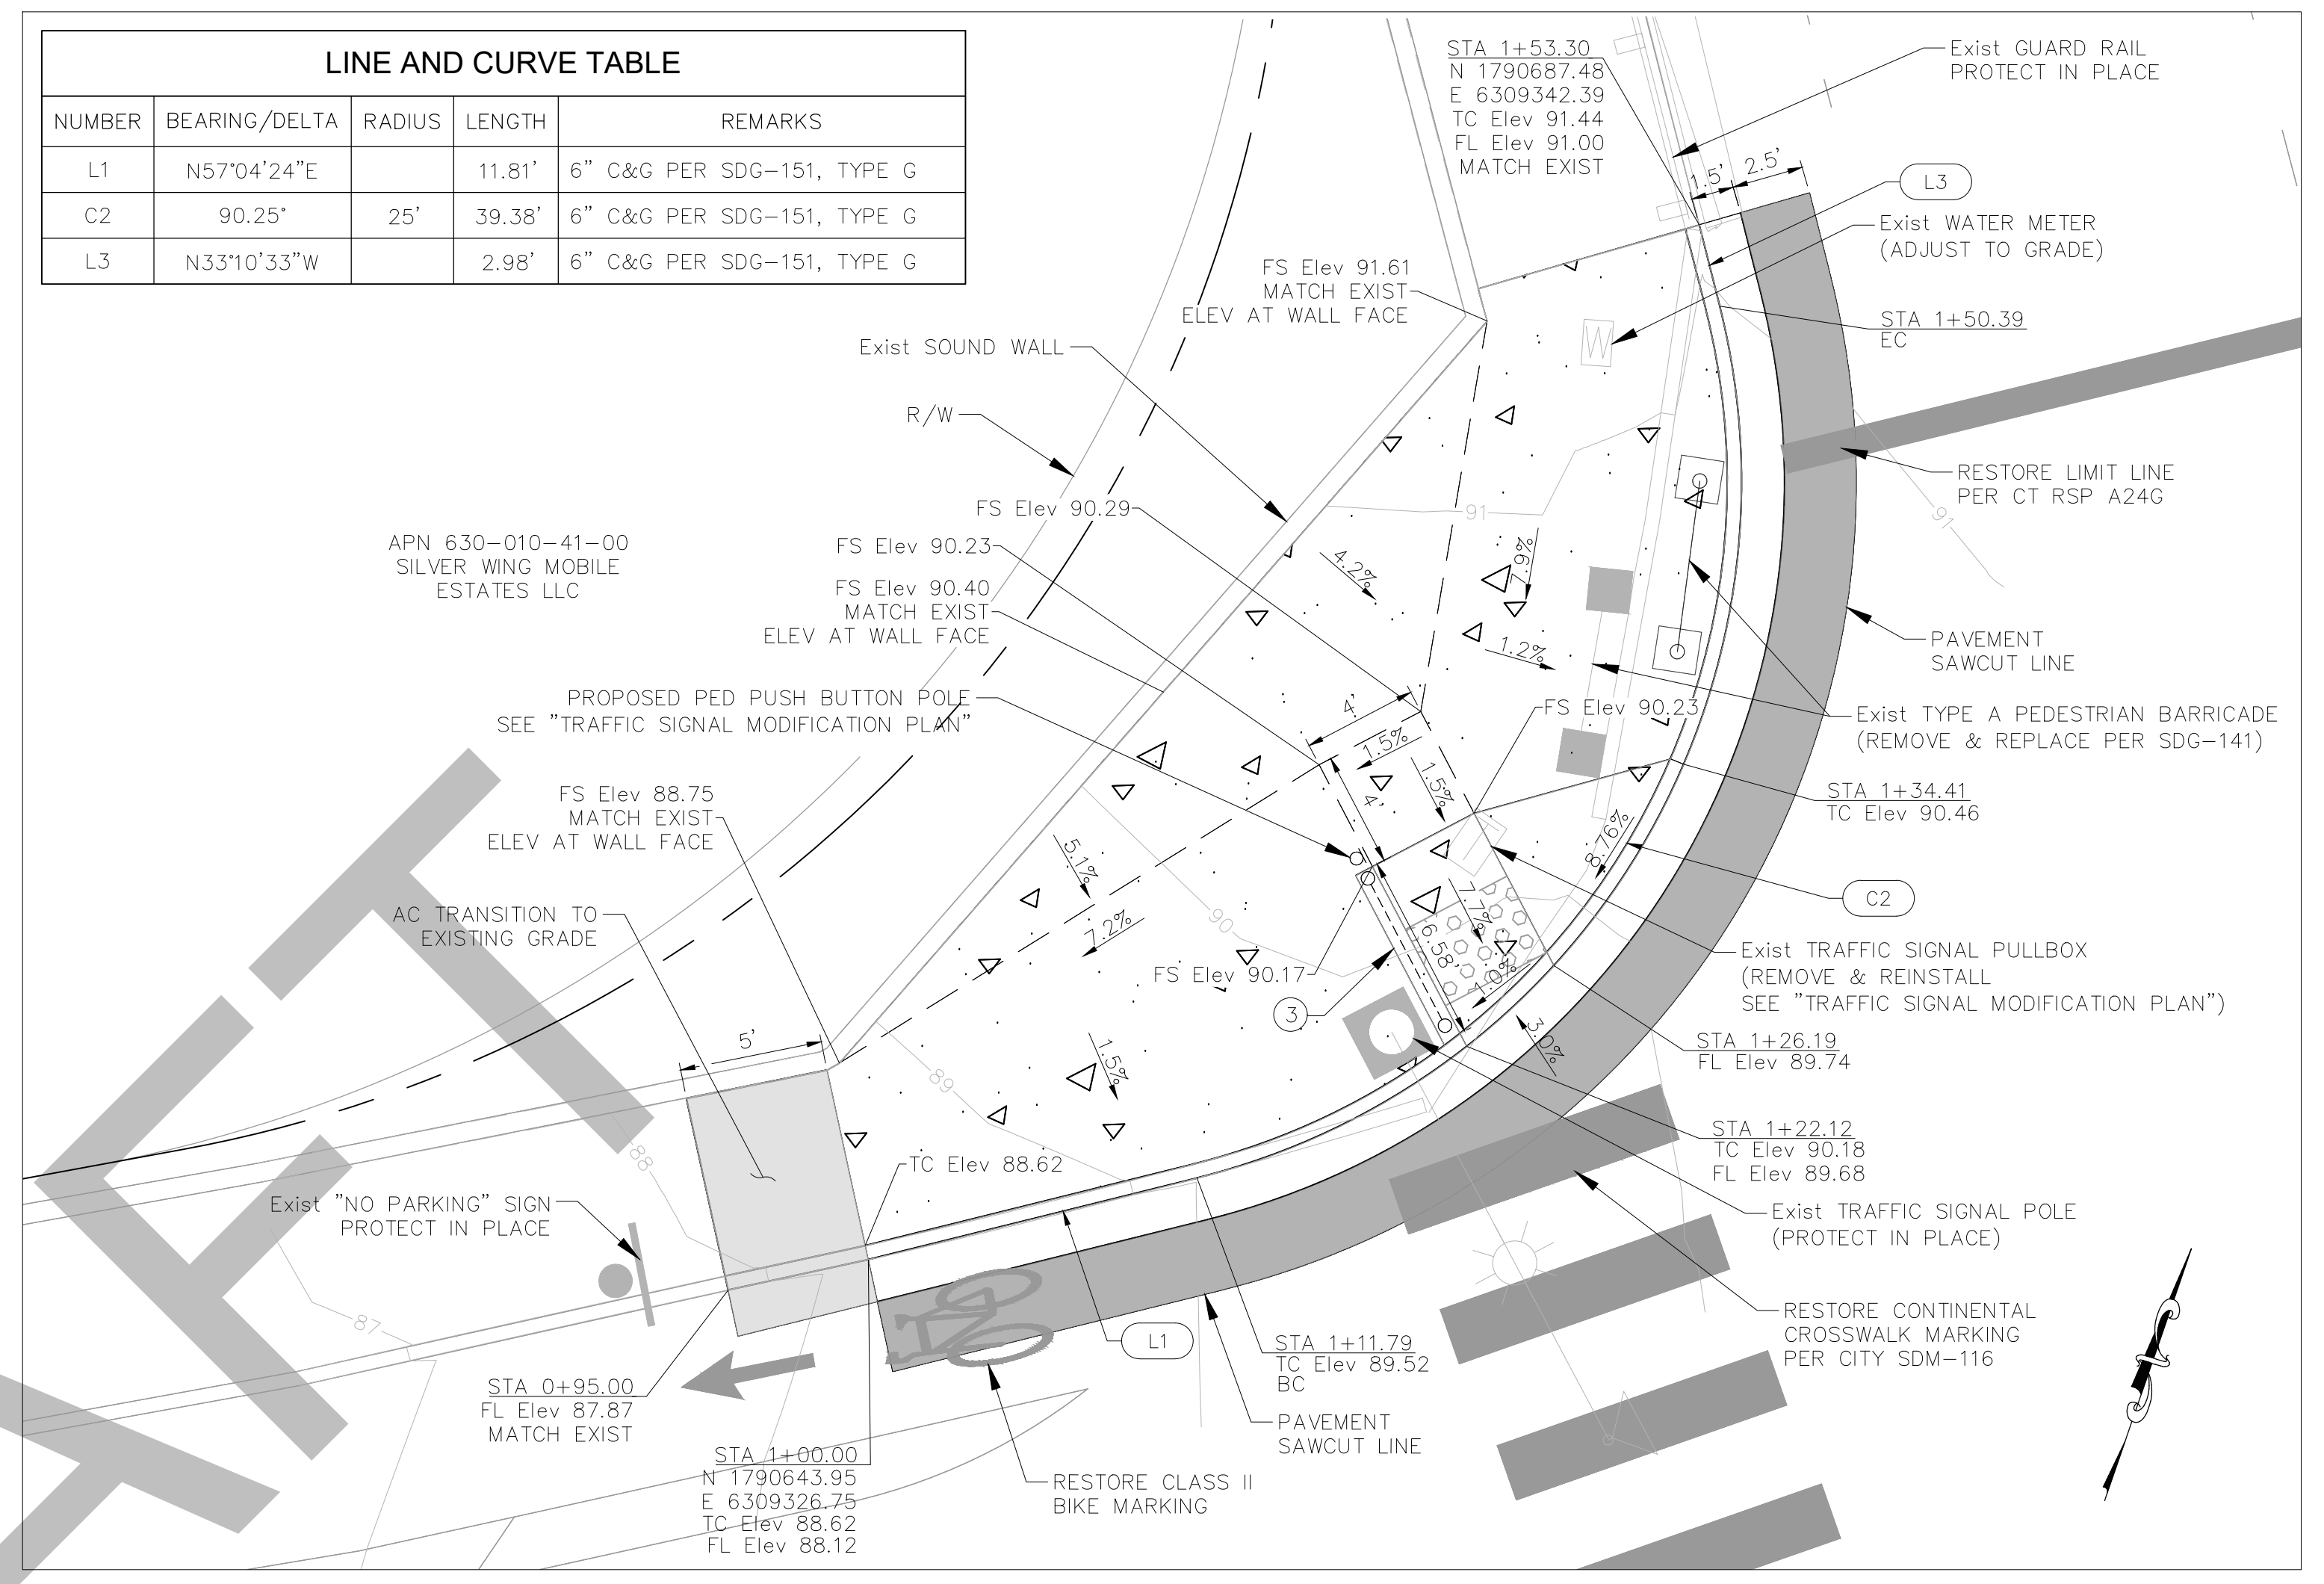 LINE AND CURVE TABLE
NUMBER BEARING/DELTA RADIUS LENGTH REMARKS
L1 N57°04'24"E 11.81' 6" C&G PER SDG-151, TYPE G
C2 90.25° 25' 39.38' 6" C&G PER SDG-151, TYPE G
L3 N33°10'33"W 2.98' 6" C&G PER SDG-151, TYPE G
STA 1+53.30
N 1790687.48
E 6309342.39
TC Elev 91.44
FL Elev 91.00
MATCH EXIST
Exist GUARD RAIL
PROTECT IN PLACE
1.5'
2.5'
L3
Exist WATER METER
(ADJUST TO GRADE)
FS Elev 91.61
MATCH EXIST
ELEV AT WALL FACE
W
STA 1+50.39
EC
Exist SOUND WALL
R/W
RESTORE LIMIT LINE
PER CT RSP A24G
91
91
FS Elev 90.29
FS Elev 90.23
FS Elev 90.40
MATCH EXIST
ELEV AT WALL FACE
APN 630-010-41-00
SILVER WING MOBILE
ESTATES LLC
4.2%
7.9%
1.2%
PAVEMENT
SAWCUT LINE
PROPOSED PED PUSH BUTTON POLE
SEE "TRAFFIC SIGNAL MODIFICATION PLAN"
4'
1.5%
1.5%
4'
FS Elev 90.23
Exist TYPE A PEDESTRIAN BARRICADE
(REMOVE & REPLACE PER SDG-141)
STA 1+34.41
TC Elev 90.46
FS Elev 88.75
MATCH EXIST
ELEV AT WALL FACE
5.1%
7.2%
8.76%
C2
AC TRANSITION TO
EXISTING GRADE
90
7.7%
6.58'
1.0%
FS Elev 90.17
3
Exist TRAFFIC SIGNAL PULLBOX
(REMOVE & REINSTALL
SEE "TRAFFIC SIGNAL MODIFICATION PLAN")
STA 1+26.19
FL Elev 89.74
3.0%
5'
89
1.5%
STA 1+22.12
TC Elev 90.18
FL Elev 89.68
88
TC Elev 88.62
Exist "NO PARKING" SIGN
PROTECT IN PLACE
Exist TRAFFIC SIGNAL POLE
(PROTECT IN PLACE)
87
L1
STA 1+11.79
TC Elev 89.52
BC
RESTORE CONTINENTAL
CROSSWALK MARKING
PER CITY SDM-116
STA 0+95.00
FL Elev 87.87
MATCH EXIST
PAVEMENT
SAWCUT LINE
STA 1+00.00
N 1790643.95
E 6309326.75
TC Elev 88.62
FL Elev 88.12
RESTORE CLASS II
BIKE MARKING